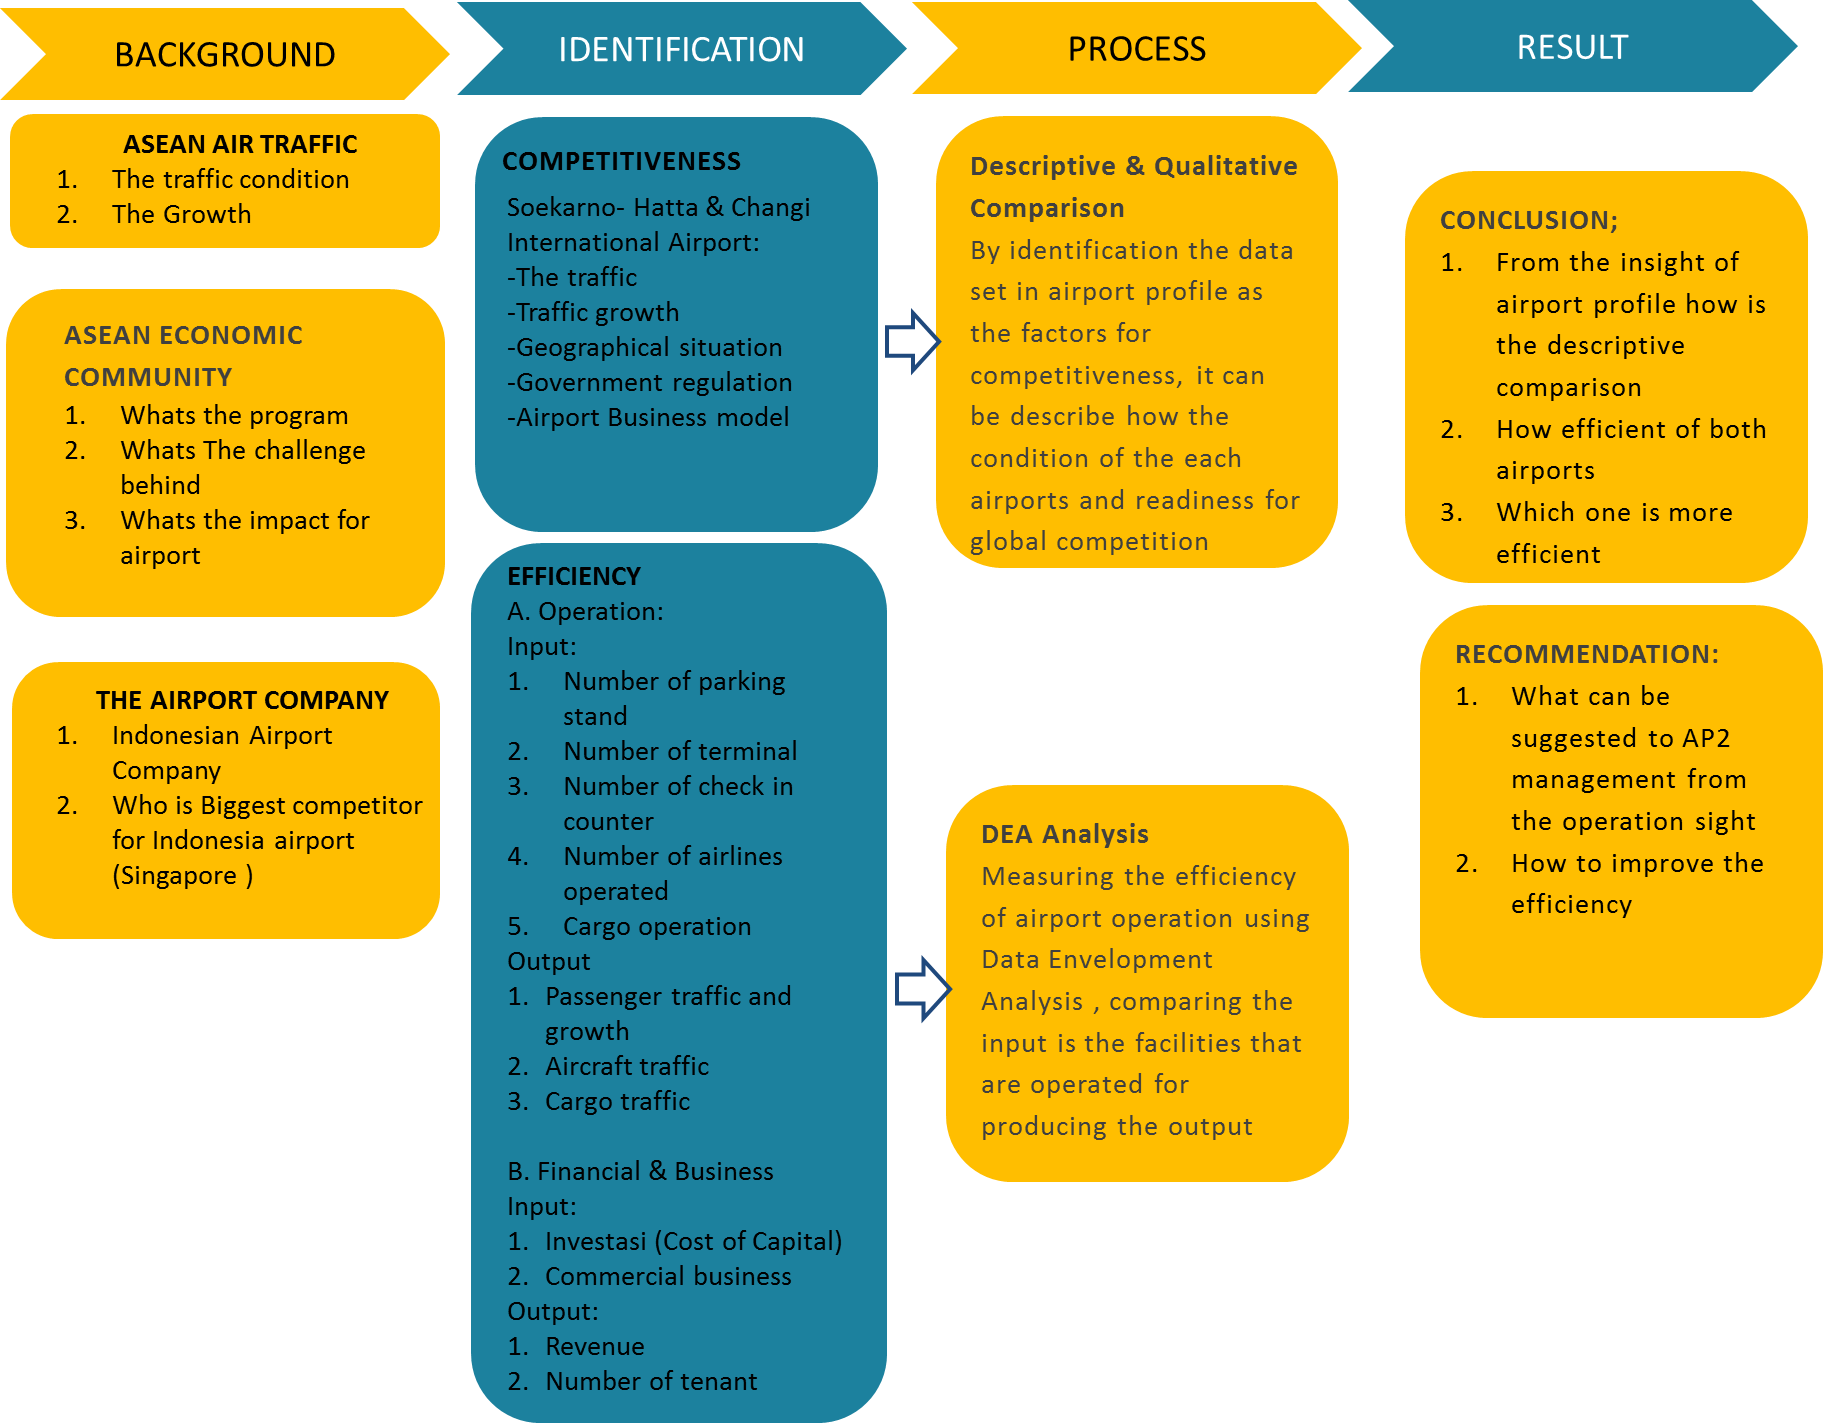 BACKGROUND
IDENTIFICATION
PROCESS
RESULT
ASEAN AIR TRAFFIC
1. The traffic condition
2. The Growth
ASEAN ECONOMIC
COMMUNITY
1. Whats the program
2. Whats The challenge
behind
3. Whats the impact for
airport
THE AIRPORT COMPANY
1. Indonesian Airport
Company
2. Who is Biggest competitor
for Indonesia airport
(Singapore )
COMPETITIVENESS
Soekarno- Hatta & Changi
International Airport:
-The traffic
-Traffic growth
-Geographical situation
-Government regulation
-Airport Business model
EFFICIENCY
A. Operation:
Input:
1. Number of parking
stand
2. Number of terminal
3. Number of check in
counter
4. Number of airlines
operated
5. Cargo operation
Output
1. Passenger traffic and
growth
2. Aircraft traffic
3. Cargo traffic
B. Financial & Business
Input:
1. Investasi (Cost of Capital)
2. Commercial business
Output:
1. Revenue
2. Number of tenant
Descriptive & Qualitative
Comparison
By identification the data
set in airport profile as
the factors for
competitiveness, it can
be describe how the
condition of the each
airports and readiness for
global competition
DEA Analysis
Measuring the efficiency
of airport operation using
Data Envelopment
Analysis , comparing the
input is the facilities that
are operated for
producing the output
CONCLUSION;
1. From the insight of
airport profile how is
the descriptive
comparison
2. How efficient of both
airports
3. Which one is more
efficient
RECOMMENDATION:
1. What can be
suggested to AP2
management from
the operation sight
2. How to improve the
efficiency